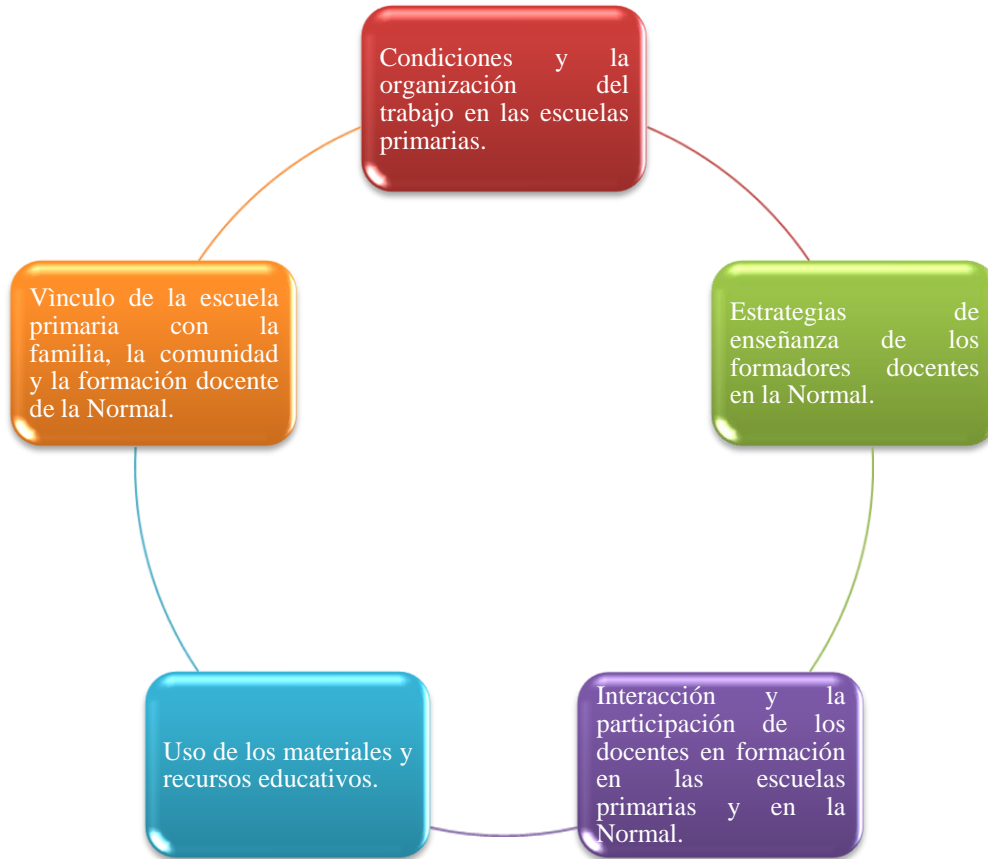 Condiciones y la
organización del
trabajo en las escuelas
primarias.
Estrategias de
enseñanza de los
formadores docentes
en la Normal.
Interacción y la
participación de los
docentes en formación
en las escuelas
primarias y en la
Normal.
Uso de los materiales y
recursos educativos.
Vìnculo de la escuela
primaria con la
familia, la comunidad
y la formación docente
de la Normal.